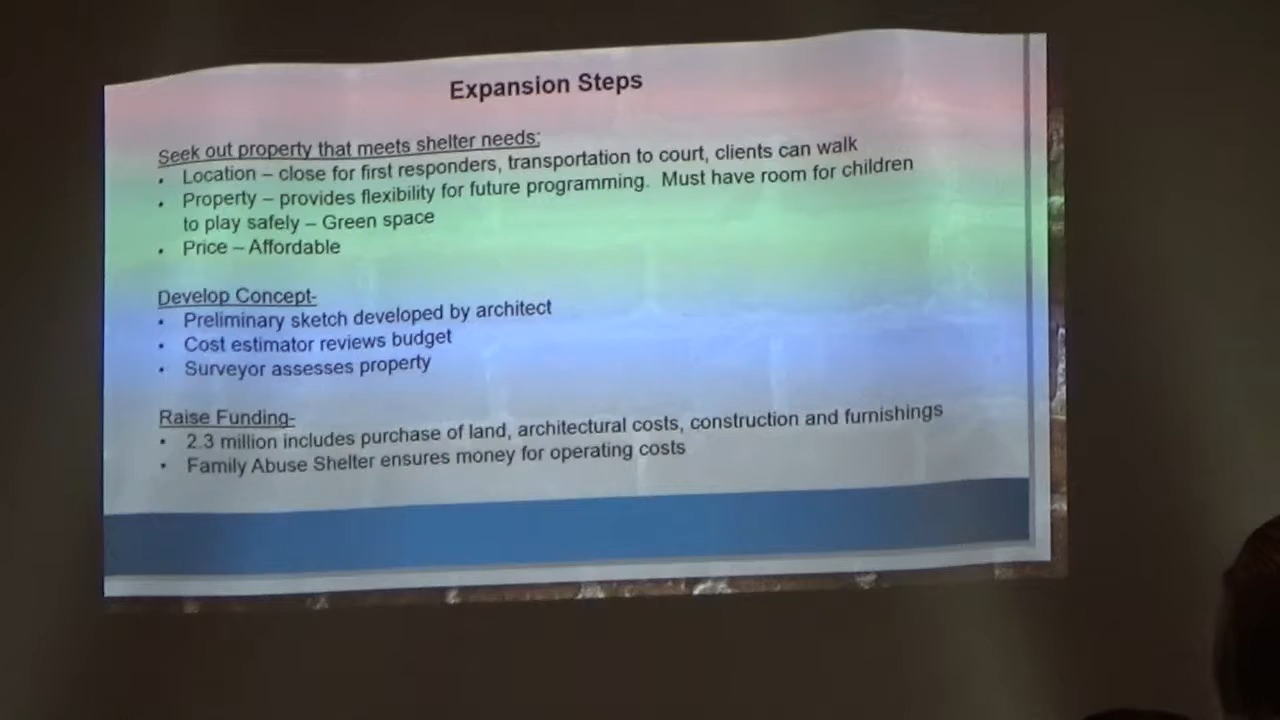 Expansion Steps
Seek out property that meets shelter needs:
• Location – close for first responders, transportation to court, clients can walk
• Property – provides flexibility for future programming. Must have room for children
to play safely – Green space
• Price – Affordable
Develop Concept-
• Preliminary sketch developed by architect
• Cost estimator reviews budget
• Surveyor assesses property
Raise Funding-
• 2.3 million includes purchase of land, architectural costs, construction and furnishings
• Family Abuse Shelter ensures money for operating costs